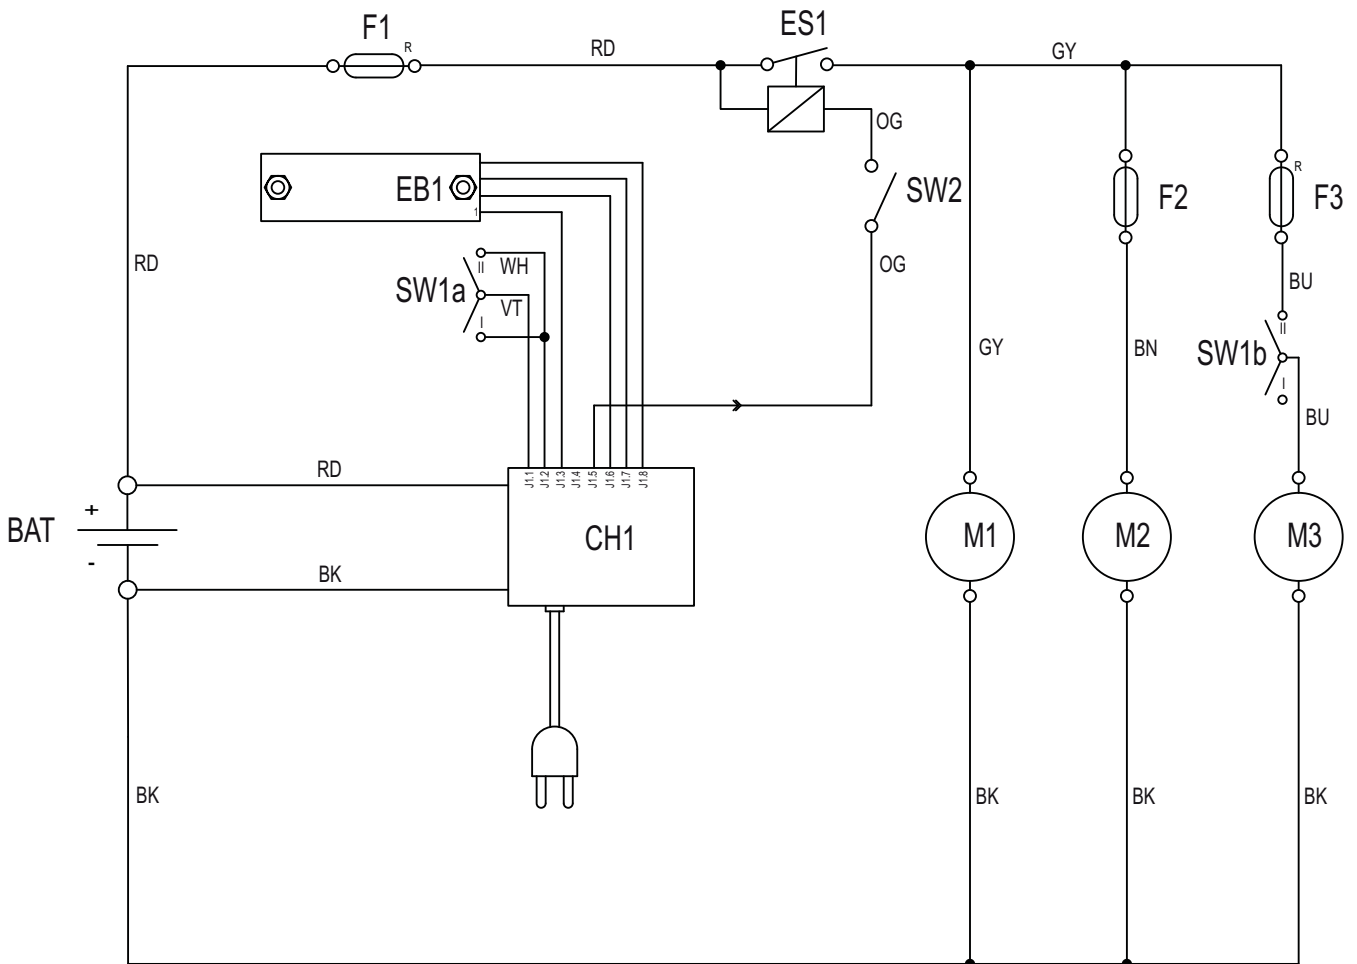 ES1
F1
R
RD
GY
OG
EB1
1
SW2
R
F2
F3
RD
II
WH
SW1a
VT
I
OG
BU
II
GY
BN
SW1b
I
BU
RD
J1.1
J1.2
J1.3
J1.4
J1.5
J1.6
J1.7
J1.8
+
BAT
-
CH1
M1
M2
M3
BK
BK
BK
BK
BK